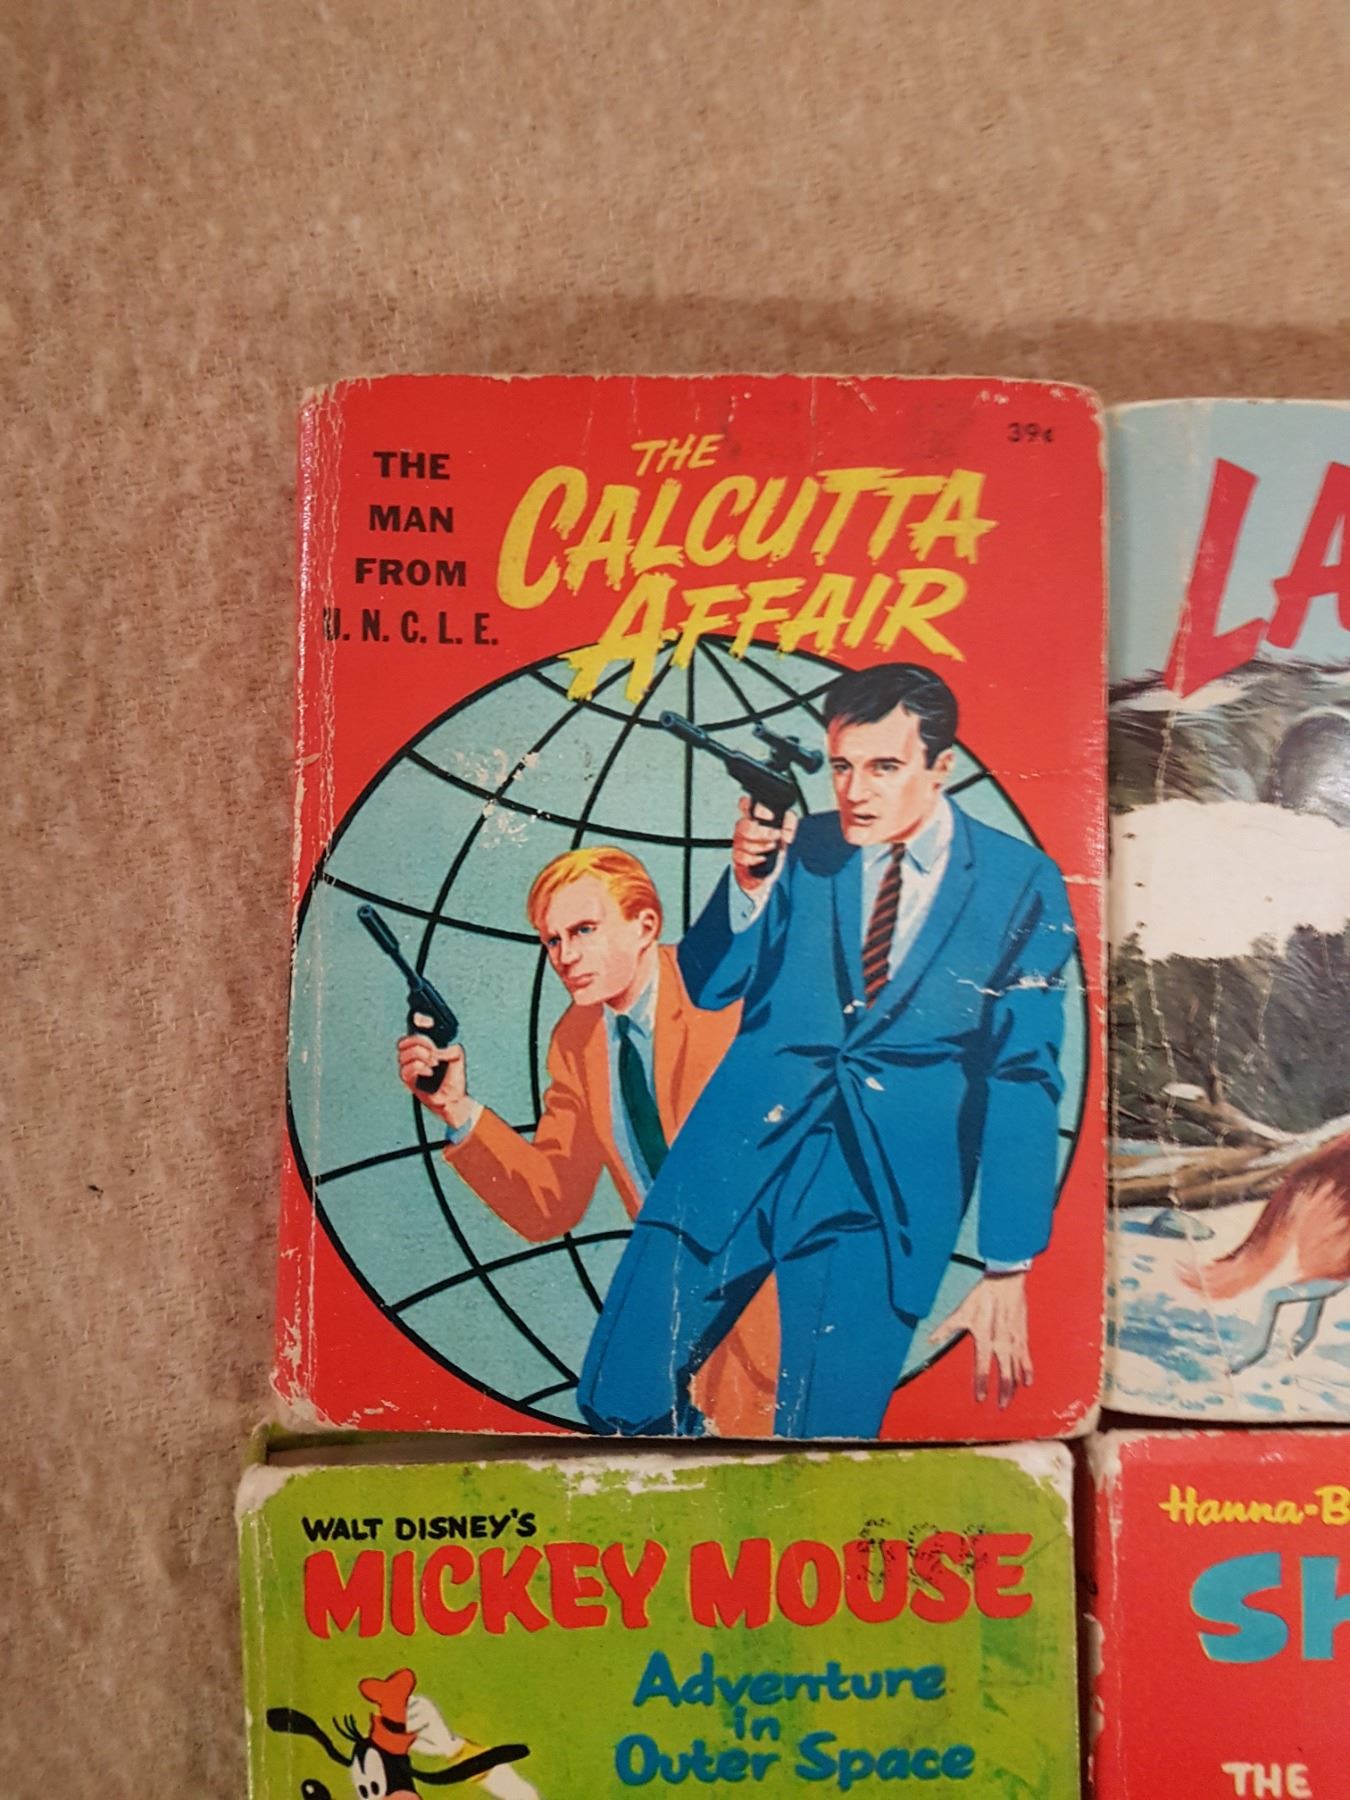 THE
MAN
FROM
U. N. C. L. E.
THE
CALCUTTA
AFFAIR
39¢
WALT DISNEY'S
MICKEY MOUSE
Adventure
in
Outer Space
THE